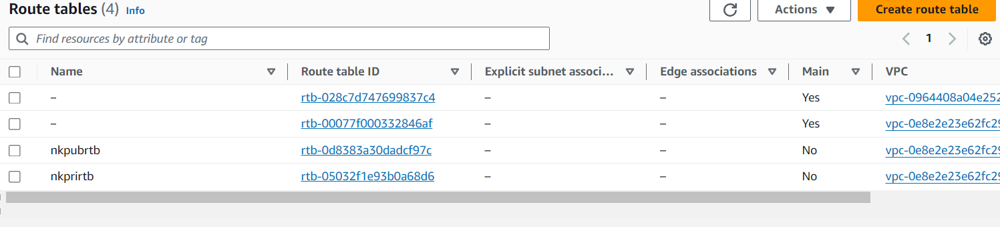 Route tables (4) Info
Actions
Create route table
Find resources by attribute or tag
1
Name Route table ID Explicit subnet associ... Edge associations Main VPC
– rtb-028c7d747699837c4 – – Yes vpc-0964408a04e252
– rtb-00077f000332846af – – Yes vpc-0e8e2e23e62fc29
nkpubrtb rtb-0d8383a30dadcf97c – – No vpc-0e8e2e23e62fc29
nkprirtb rtb-05032f1e93b0a68d6 – – No vpc-0e8e2e23e62fc29